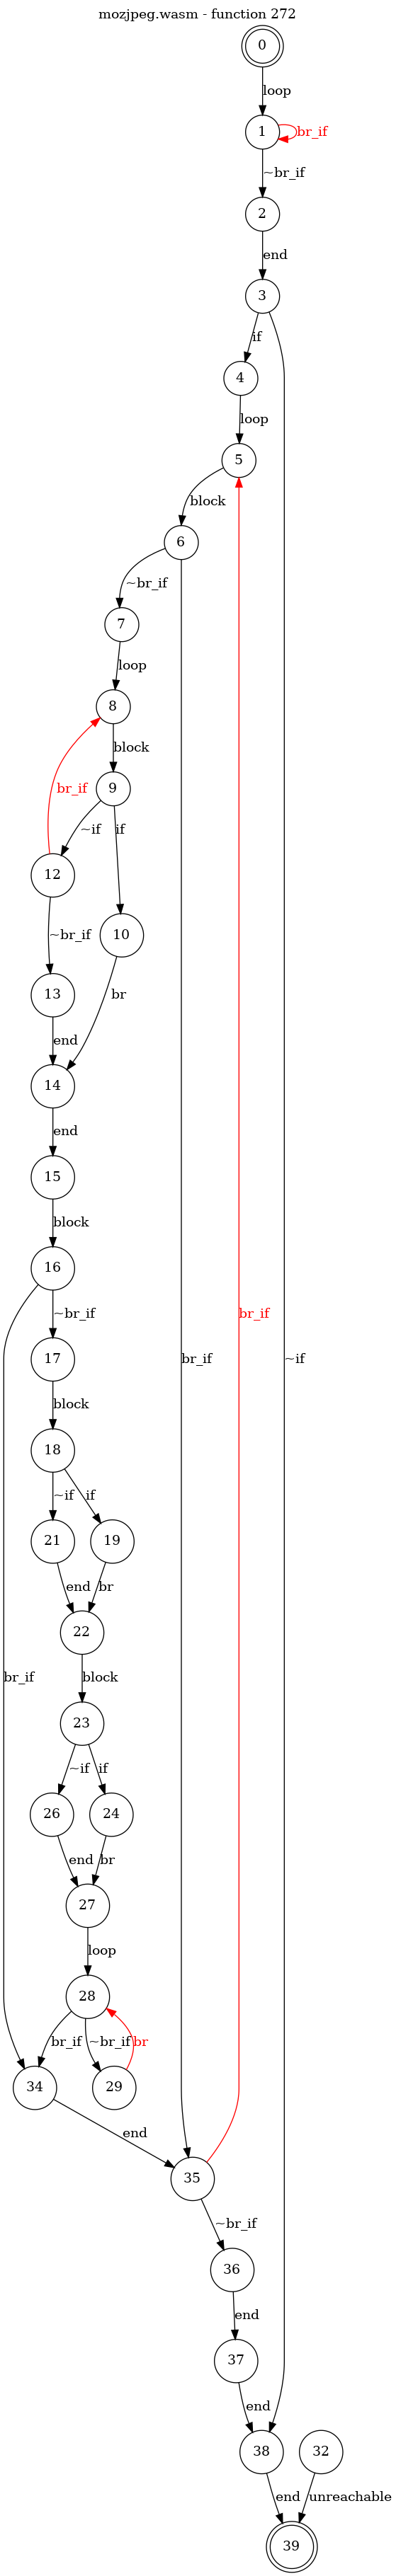 mozjpeg.wasm - function 272
0
loop
1
br_if
~br_if
2
end
3
if
4
loop
5
block
6
~br_if
7
loop
8
block
9
br_if
~if
if
12
10
~br_if
br
13
end
14
end
15
block
16
br_if
br_if
~if
~br_if
17
block
18
~if
if
21
19
end
br
22
br_if
block
23
~if
if
26
24
end
br
27
loop
28
br_if
~br_if
br
34
29
end
35
~br_if
36
end
37
end
38
32
end
unreachable
39